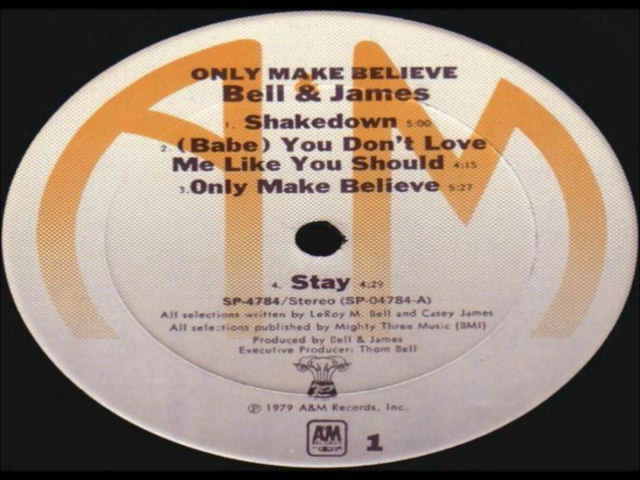 ONLY MAKE BELIEVE
Bell & James
1. Shakedown 5:00
2. (Babe) You Don't Love
Me Like You Should 4:15
3. Only Make Believe 5:27
4. Stay 4:29
SP-4784/Stereo (SP-04784-A)
All selections written by LeRoy M. Bell and Casey James
All selections published by Mighty Three Music (BMI)
Produced by Bell & James
Executive Producer: Thom Bell
℗ 1979 A&M Records, Inc.
A&M
1